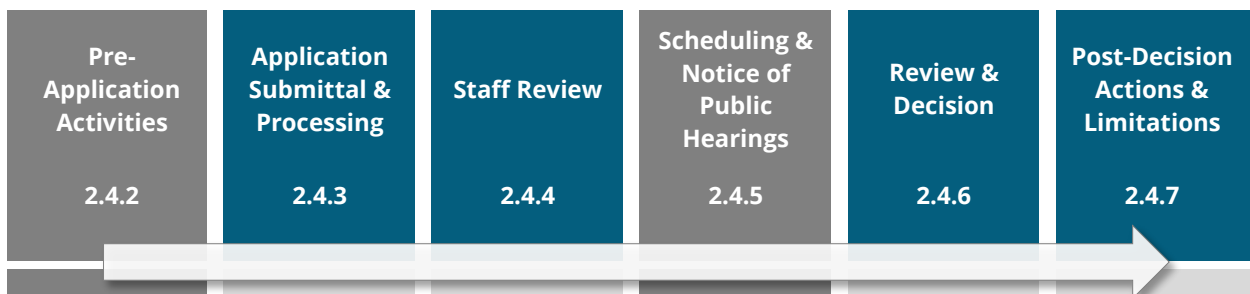 Pre-
Application
Activities
2.4.2
Application
Submittal &
Processing
2.4.3
Staff Review
2.4.4
Scheduling &
Notice of
Public
Hearings
2.4.5
Review &
Decision
2.4.6
Post-Decision
Actions &
Limitations
2.4.7